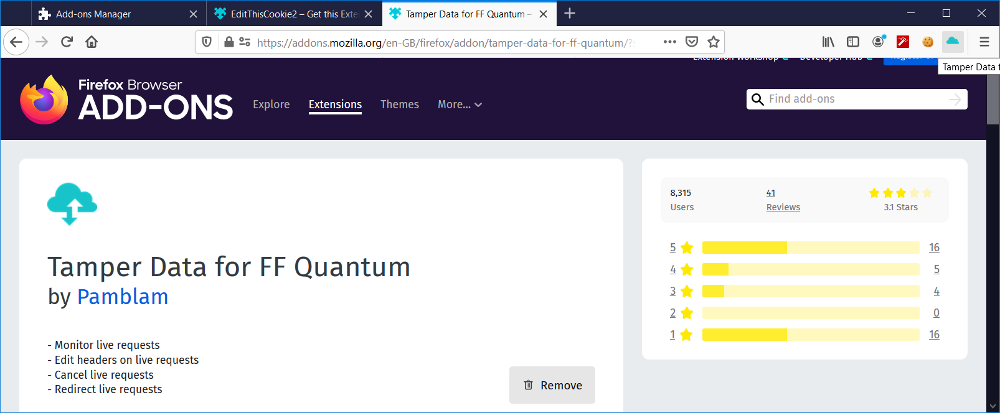 Add-ons Manager
EditThisCookie2 – Get this Exte
Tamper Data for FF Quantum –
https://addons.mozilla.org/en-GB/firefox/addon/tamper-data-for-ff-quantum/?
Extension Workshop
Developer Hub
Register or
Tamper Data f
Firefox Browser
ADD-ONS
Explore
Extensions
Themes
More...
Find add-ons
Tamper Data for FF Quantum
by Pamblam
- Monitor live requests
- Edit headers on live requests
- Cancel live requests
- Redirect live requests
Remove
8,315
Users
41
Reviews
3.1 Stars
5 16
4 5
3 4
2 0
1 16